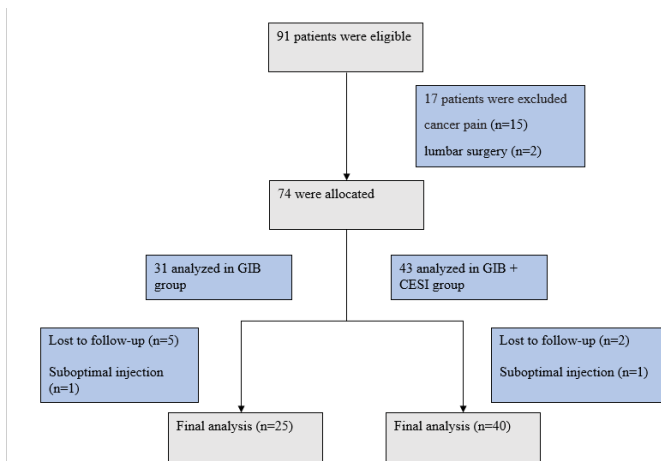 91 patients were eligible
17 patients were excluded
cancer pain (n=15)
lumbar surgery (n=2)
74 were allocated
31 analyzed in GIB
group
43 analyzed in GIB +
CESI group
Lost to follow-up (n=5)
Suboptimal injection
(n=1)
Lost to follow-up (n=2)
Suboptimal injection (n=1)
Final analysis (n=25)
Final analysis (n=40)